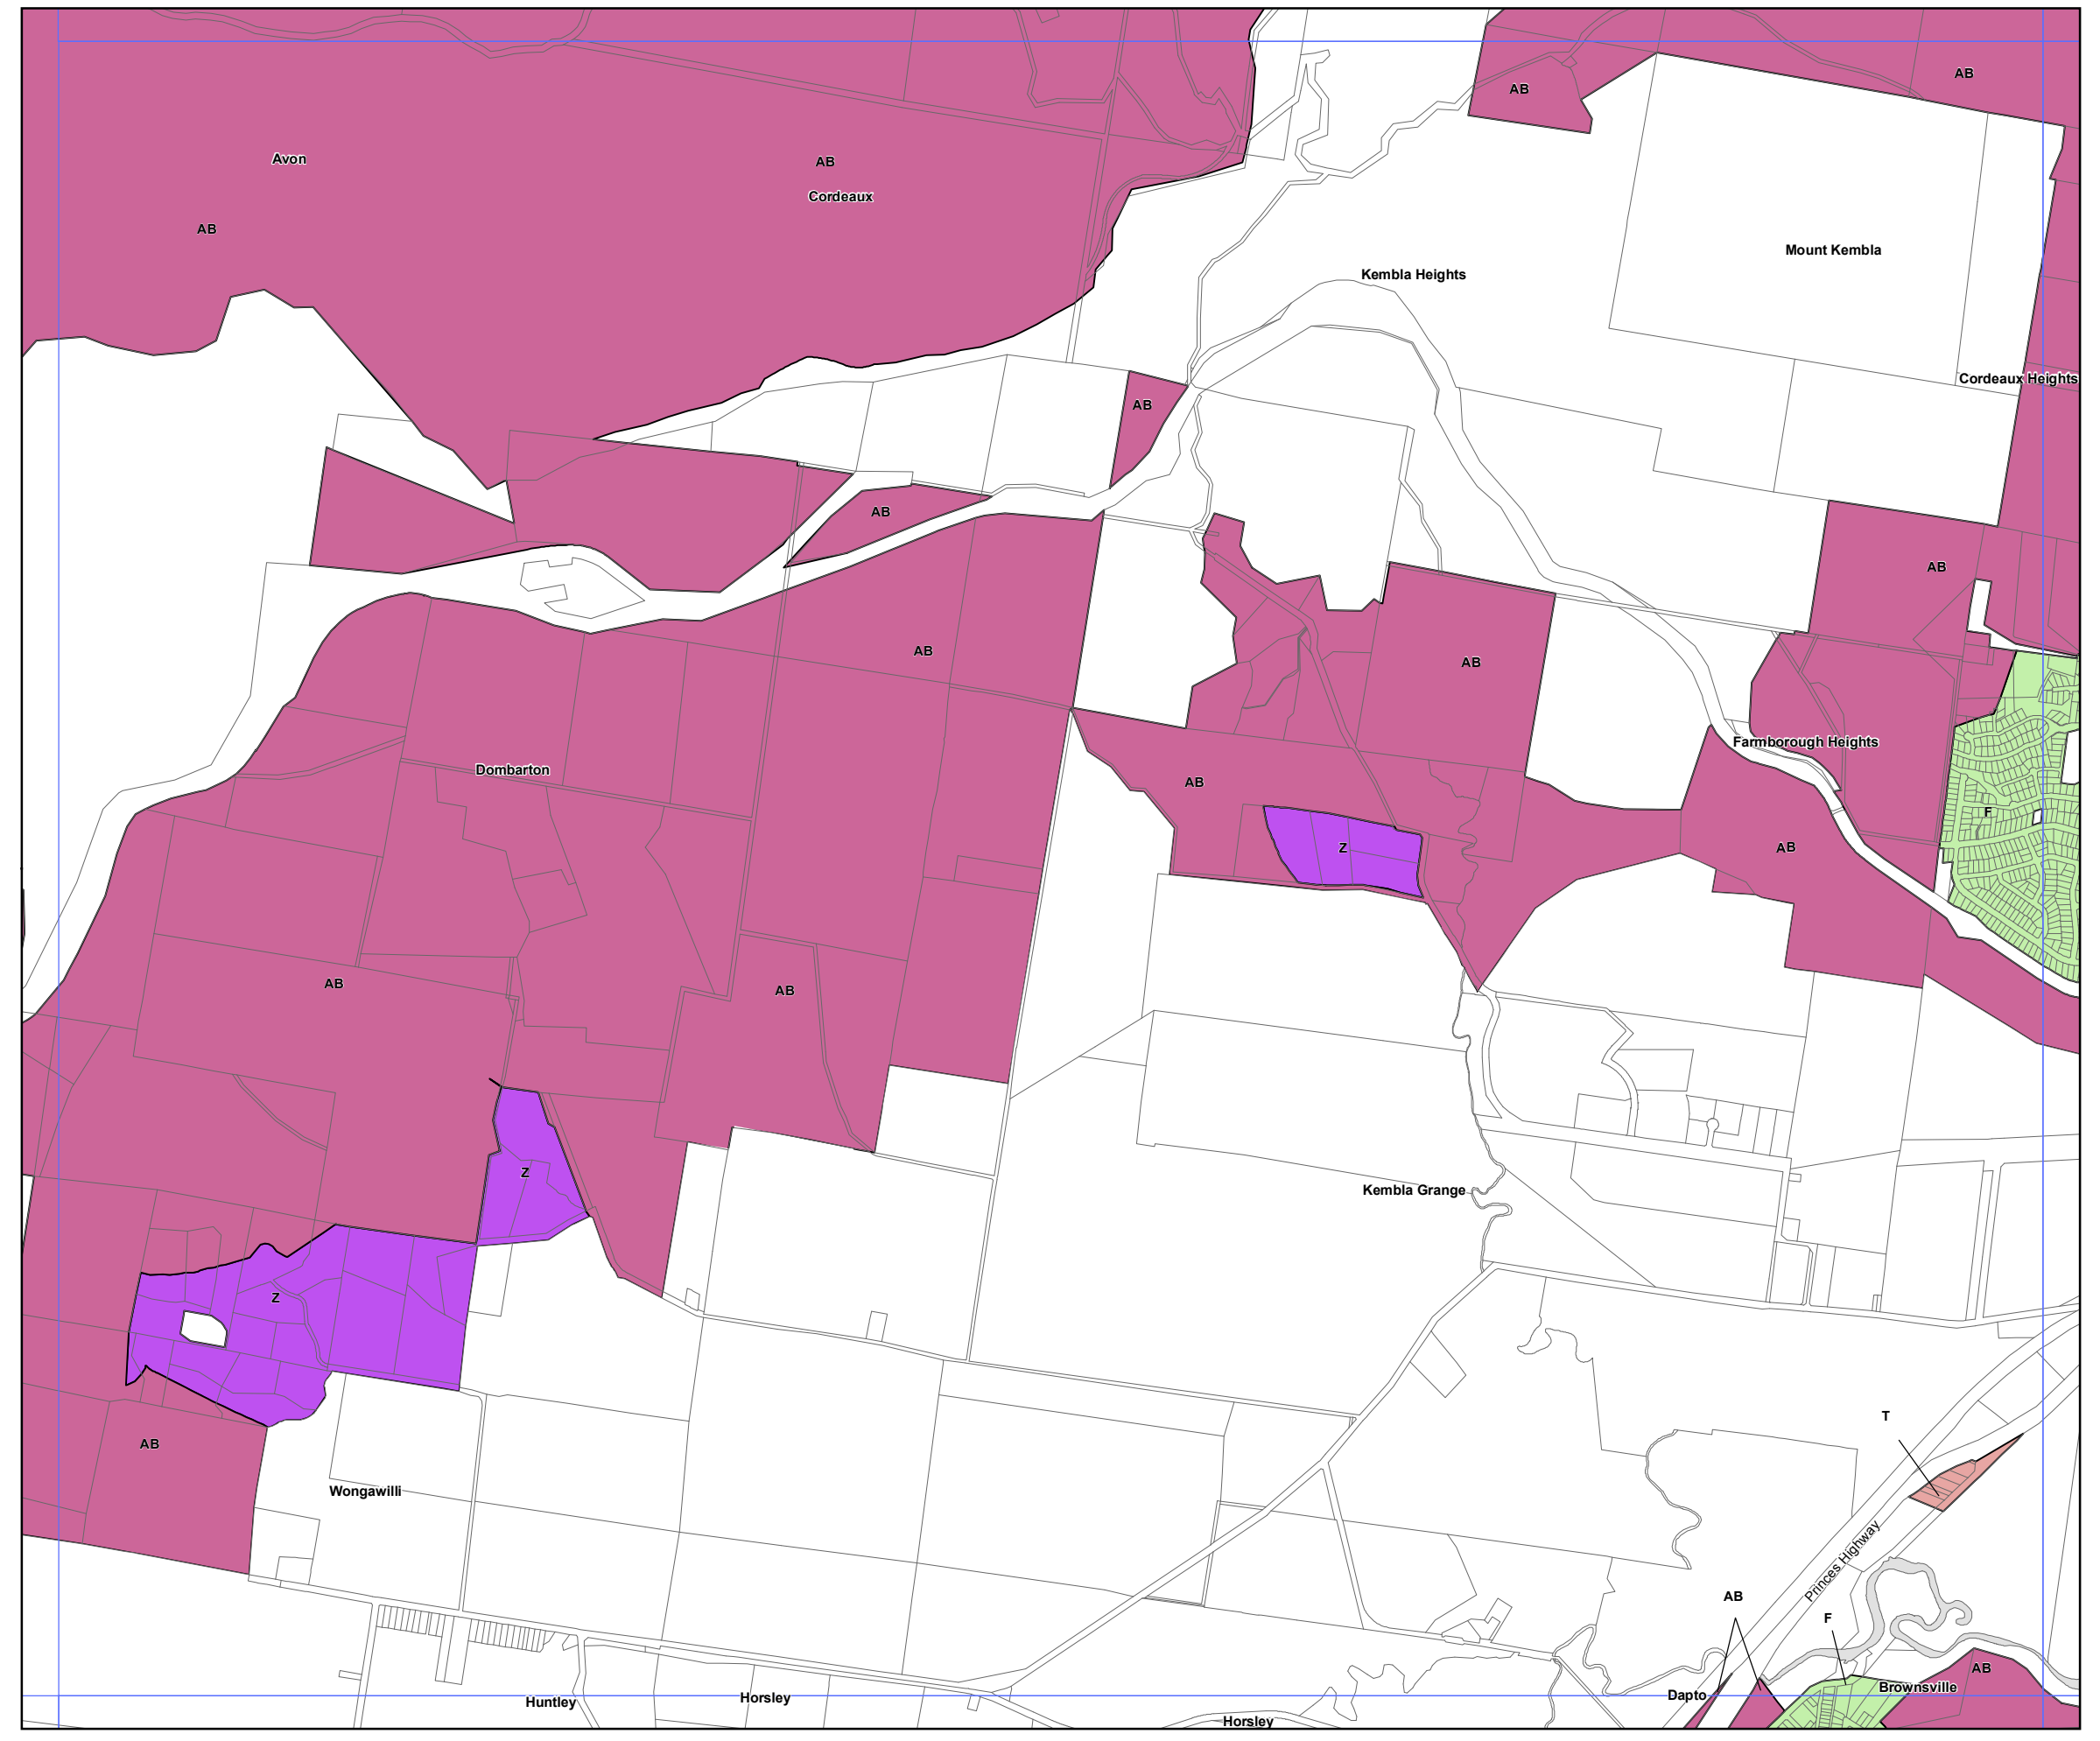 AB
AB
Avon
AB
Cordeaux
AB
Mount Kembla
Kembla Heights
Cordeaux Heights
AB
AB
AB
AB
AB
Farmborough Heights
Dombarton
AB
F
Z
AB
AB
AB
Z
Kembla Grange
Z
T
AB
Wongawilli
Princes Highway
AB
F
AB
Brownsville
Dapto
Huntley
Horsley
Horsley